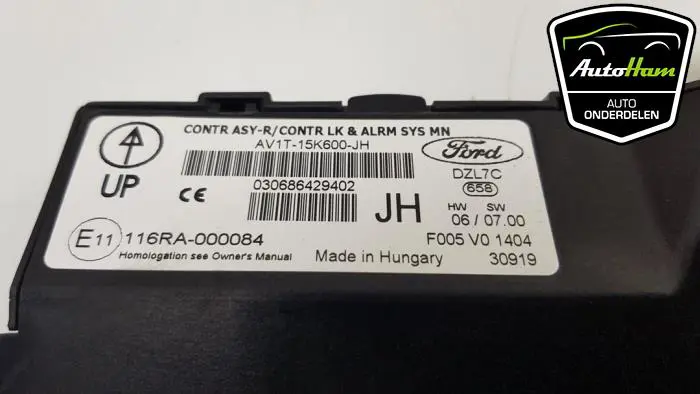 AutoHam
AUTO
ONDERDELEN
CONTR ASY-R/CONTR LK & ALRM SYS MN
AV1T-15K600-JH
Ford
UP
CE
030686429402
JH
DZL7C
658
HW SW
06 / 07.00
E11 116RA-000084
F005 V0 1404
Homologation see Owner's Manual
Made in Hungary
30919